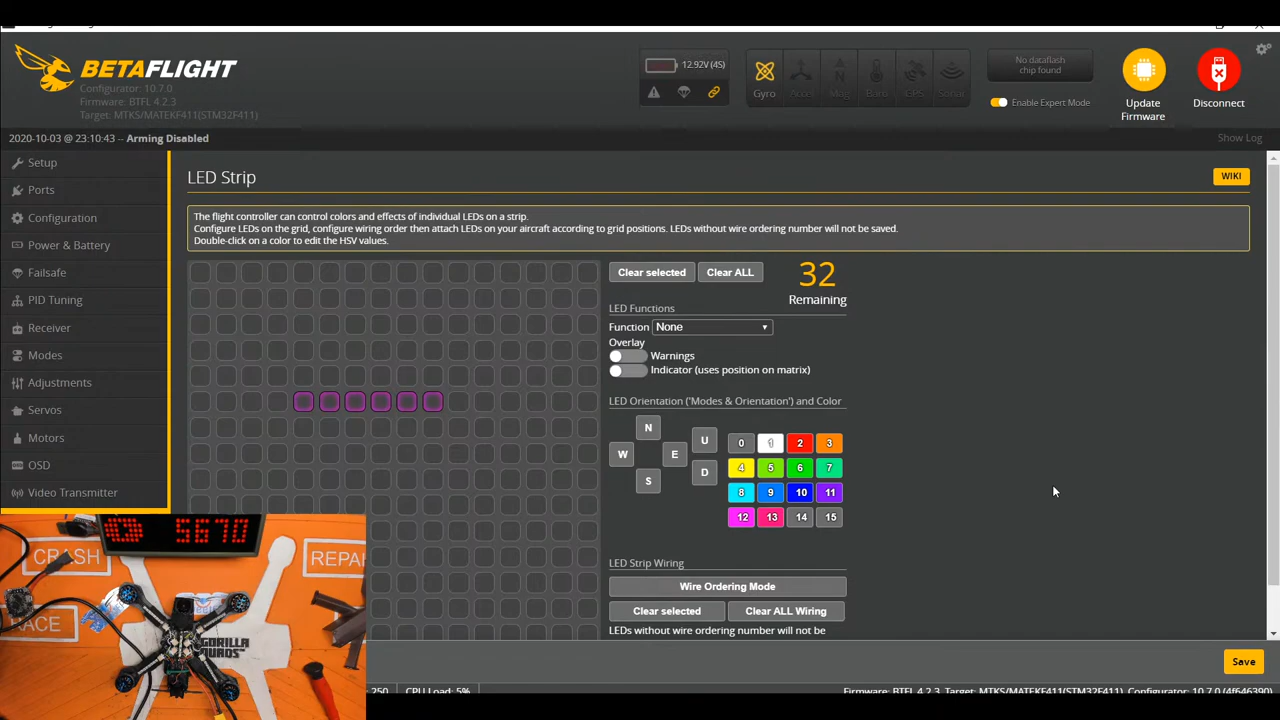 BETAFLIGHT
Configurator: 10.7.0
Firmware: BTFL 4.2.3
Target: MTKS/MATEKF411(STM32F411)
12.92V (4S)
Gyro
Accel
Mag
Baro
GPS
Sonar
No dataflash
chip found
Enable Expert Mode
Update
Firmware
Disconnect
2020-10-03 @ 23:10:43 -- Arming Disabled
Show Log
Setup
Ports
Configuration
Power & Battery
Failsafe
PID Tuning
Receiver
Modes
Adjustments
Servos
Motors
OSD
Video Transmitter
LED Strip
WIKI
The flight controller can control colors and effects of individual LEDs on a strip.
Configure LEDs on the grid, configure wiring order then attach LEDs on your aircraft according to grid positions. LEDs without wire ordering number will not be saved.
Double-click on a color to edit the HSV values.
Clear selected
Clear ALL
32
Remaining
LED Functions
Function None
Overlay
Warnings
Indicator (uses position on matrix)
LED Orientation ('Modes & Orientation') and Color
N
W E
S
U
D
0 1 2 3
4 5 6 7
8 9 10 11
12 13 14 15
LED Strip Wiring
Wire Ordering Mode
Clear selected
Clear ALL Wiring
LEDs without wire ordering number will not be
Save
5670
CRASH
REPAI
RACE
GORILLA
QUADS
: 250
CPU Load: 5%
Firmware: BTFL 4.2.3, Target: MTKS/MATEKF411(STM32F411), Configurator: 10.7.0 (4f646390)